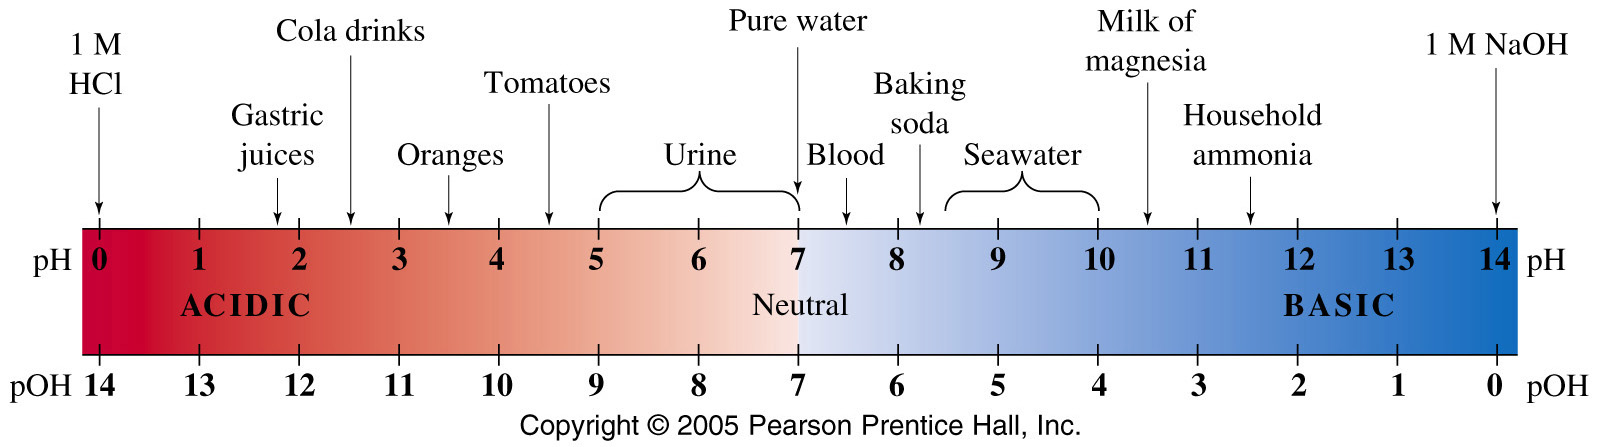 1 M
HCl
Gastric
juices
Cola drinks
Oranges
Tomatoes
Urine
Pure water
Blood
Baking
soda
Seawater
Milk of
magnesia
Household
ammonia
1 M NaOH
pH 0 1 2 3 4 5 6 7 8 9 10 11 12 13 14 pH
ACIDIC Neutral BASIC
pOH 14 13 12 11 10 9 8 7 6 5 4 3 2 1 0 pOH
Copyright © 2005 Pearson Prentice Hall, Inc.